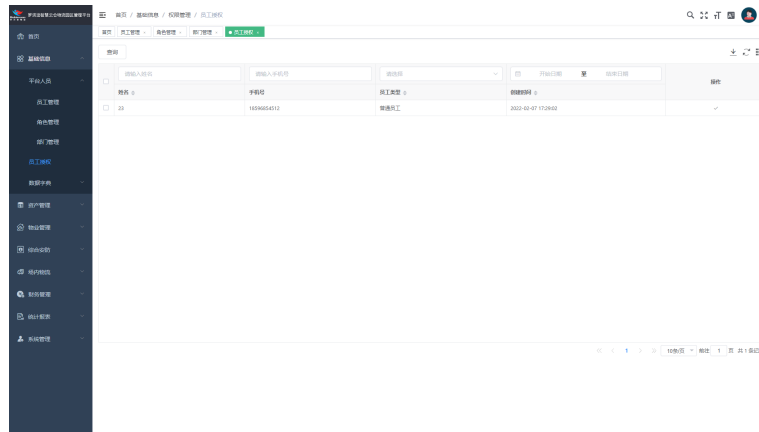 首页 / 基础信息 / 权限管理 / 员工授权
首页 员工管理 角色管理 部门管理 员工授权
首页
基础信息
平台人员
员工管理
角色管理
部门管理
员工授权
数据字典
资产管理
物业管理
综合安防
场内物流
财务管理
统计报表
系统管理
查询
请输入姓名 请输入手机号 请选择 开始日期 至 结束日期 操作
姓名 手机号 员工类型 创建时间
23 18596854512 普通员工 2022-02-07 17:29:02
1 10条/页 前往 1 页 共 1 条记